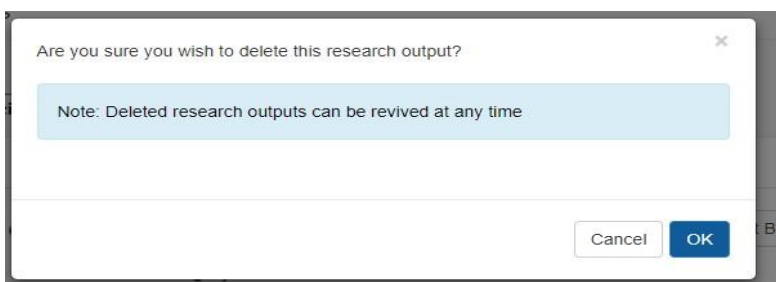 Are you sure you wish to delete this research output?
×
Note: Deleted research outputs can be revived at any time
Cancel OK